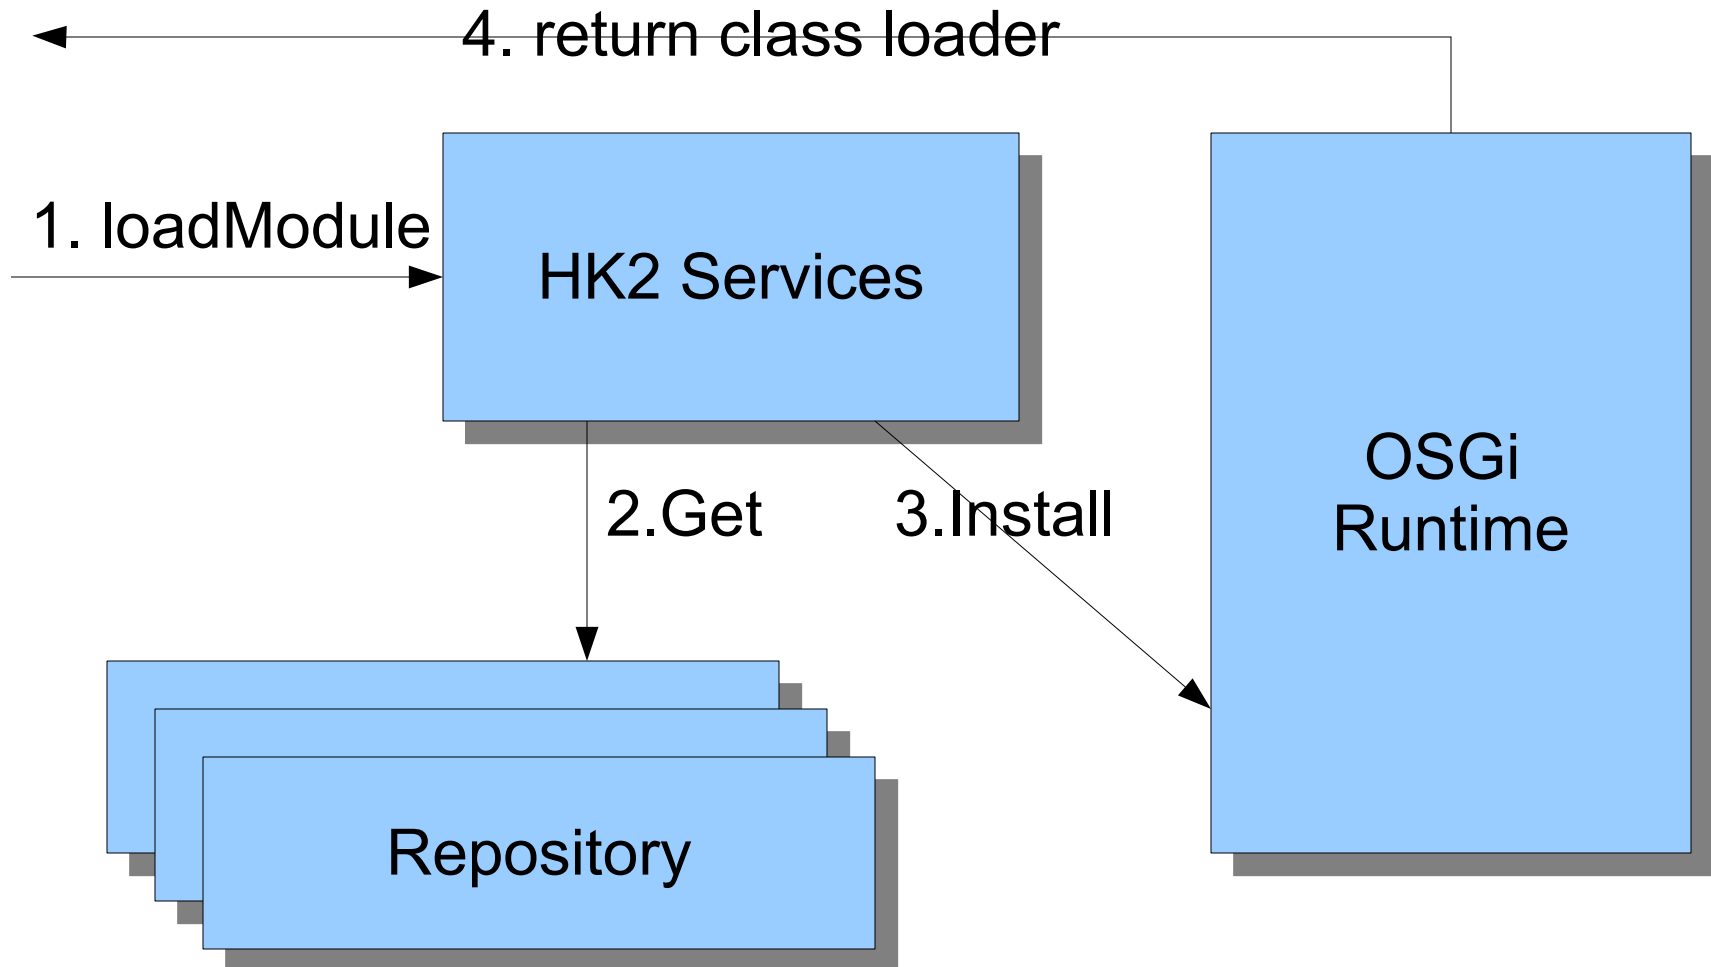 4. return class loader
1. loadModule
HK2 Services
OSGi
Runtime
2.Get
3.Install
Repository